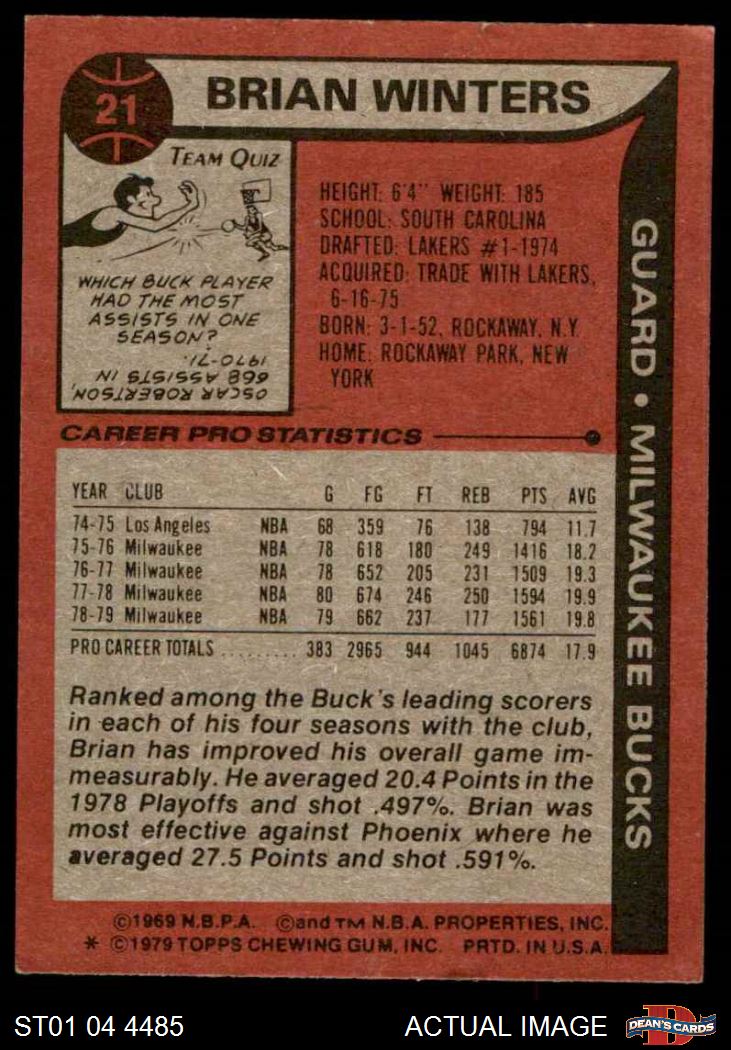 21
BRIAN WINTERS
TEAM QUIZ
WHICH BUCK PLAYER
HAD THE MOST
ASSISTS IN ONE
SEASON?
OSCAR ROBERTSON,
668 ASSISTS IN
1970-71.
HEIGHT: 6'4" WEIGHT: 185
SCHOOL: SOUTH CAROLINA
DRAFTED: LAKERS #1-1974
ACQUIRED: TRADE WITH LAKERS,
6-16-75
BORN: 3-1-52, ROCKAWAY, N.Y.
HOME: ROCKAWAY PARK, NEW
YORK
GUARD • MILWAUKEE BUCKS
CAREER PRO STATISTICS
YEAR CLUB G FG FT REB PTS AVG
74-75 Los Angeles NBA 68 359 76 138 794 11.7
75-76 Milwaukee NBA 78 618 180 249 1416 18.2
76-77 Milwaukee NBA 78 652 205 231 1509 19.3
77-78 Milwaukee NBA 80 674 246 250 1594 19.9
78-79 Milwaukee NBA 79 662 237 177 1561 19.8
PRO CAREER TOTALS ......... 383 2965 944 1045 6874 17.9
Ranked among the Buck's leading scorers
in each of his four seasons with the club,
Brian has improved his overall game im-
measurably. He averaged 20.4 Points in the
1978 Playoffs and shot .497%. Brian was
most effective against Phoenix where he
averaged 27.5 Points and shot .591%.
©1969 N.B.P.A. ©and TM N.B.A. PROPERTIES, INC.
* ©1979 TOPPS CHEWING GUM, INC. PRTD. IN U.S.A.
ST01 04 4485
ACTUAL IMAGE
D
DEAN'S CARDS